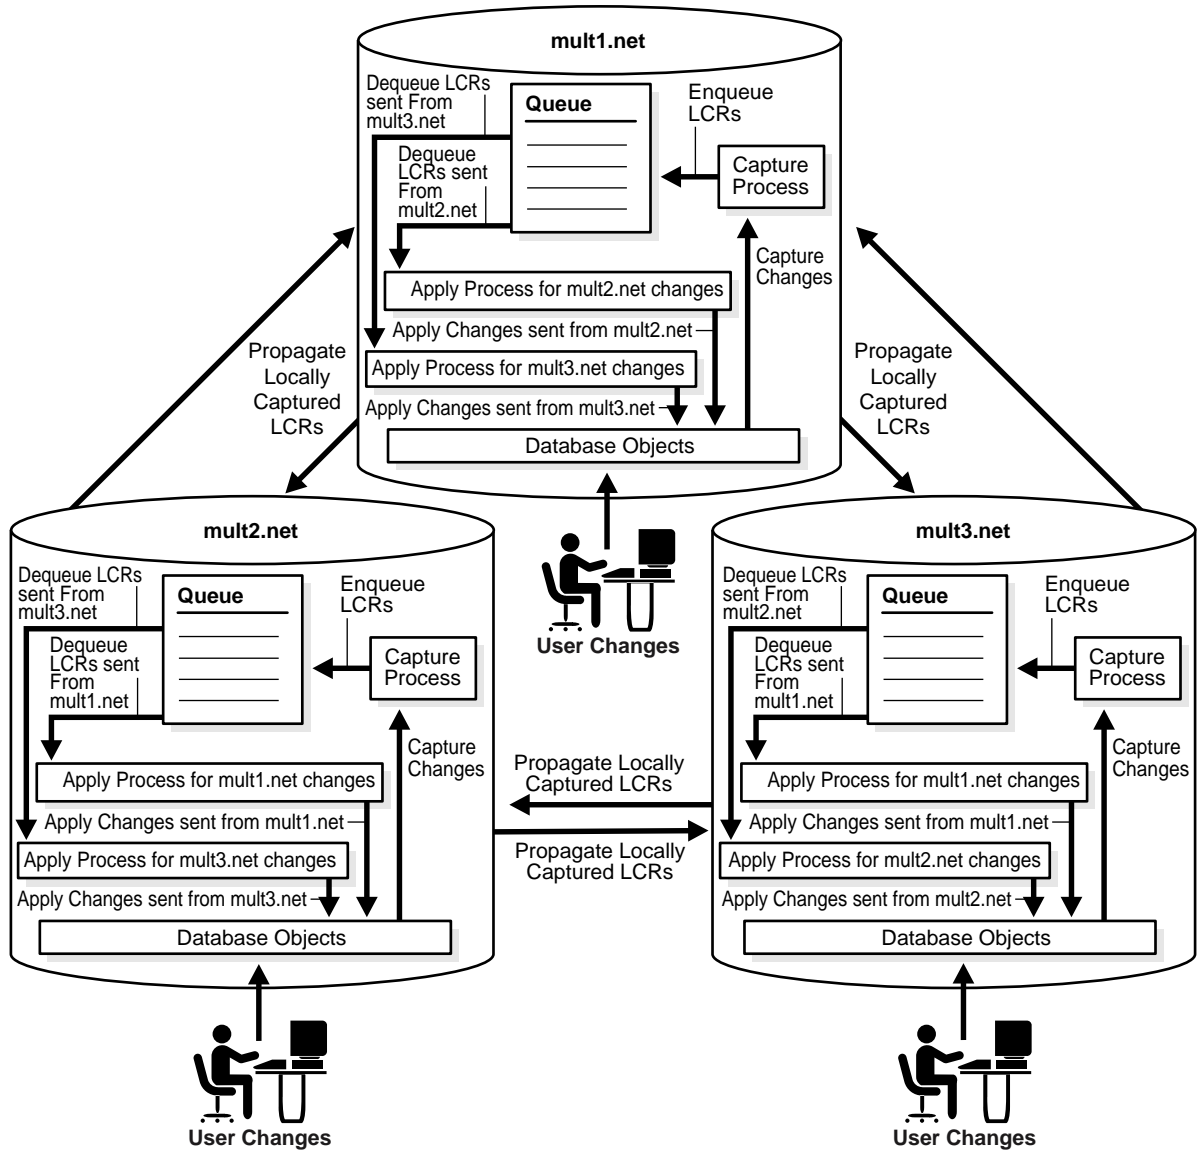 mult1.net
Dequeue LCRs
sent From
mult3.net
Queue
Enqueue
LCRs
Dequeue
LCRs sent
From
mult2.net
Capture
Process
Capture
Changes
Apply Process for mult2.net changes
Apply Changes sent from mult2.net
Apply Process for mult3.net changes
Apply Changes sent from mult3.net
Database Objects
Propagate
Locally
Captured
LCRs
Propagate
Locally
Captured
LCRs
User Changes
mult2.net
Dequeue LCRs
sent From
mult3.net
Queue
Enqueue
LCRs
Dequeue
LCRs sent
From
mult1.net
Capture
Process
Capture
Changes
Apply Process for mult1.net changes
Apply Changes sent from mult1.net
Apply Process for mult3.net changes
Apply Changes sent from mult3.net
Database Objects
User Changes
Propagate Locally
Captured LCRs
Propagate Locally
Captured LCRs
mult3.net
Dequeue LCRs
sent From
mult2.net
Queue
Enqueue
LCRs
Dequeue
LCRs sent
From
mult1.net
Capture
Process
Capture
Changes
Apply Process for mult1.net changes
Apply Changes sent from mult1.net
Apply Process for mult2.net changes
Apply Changes sent from mult2.net
Database Objects
User Changes